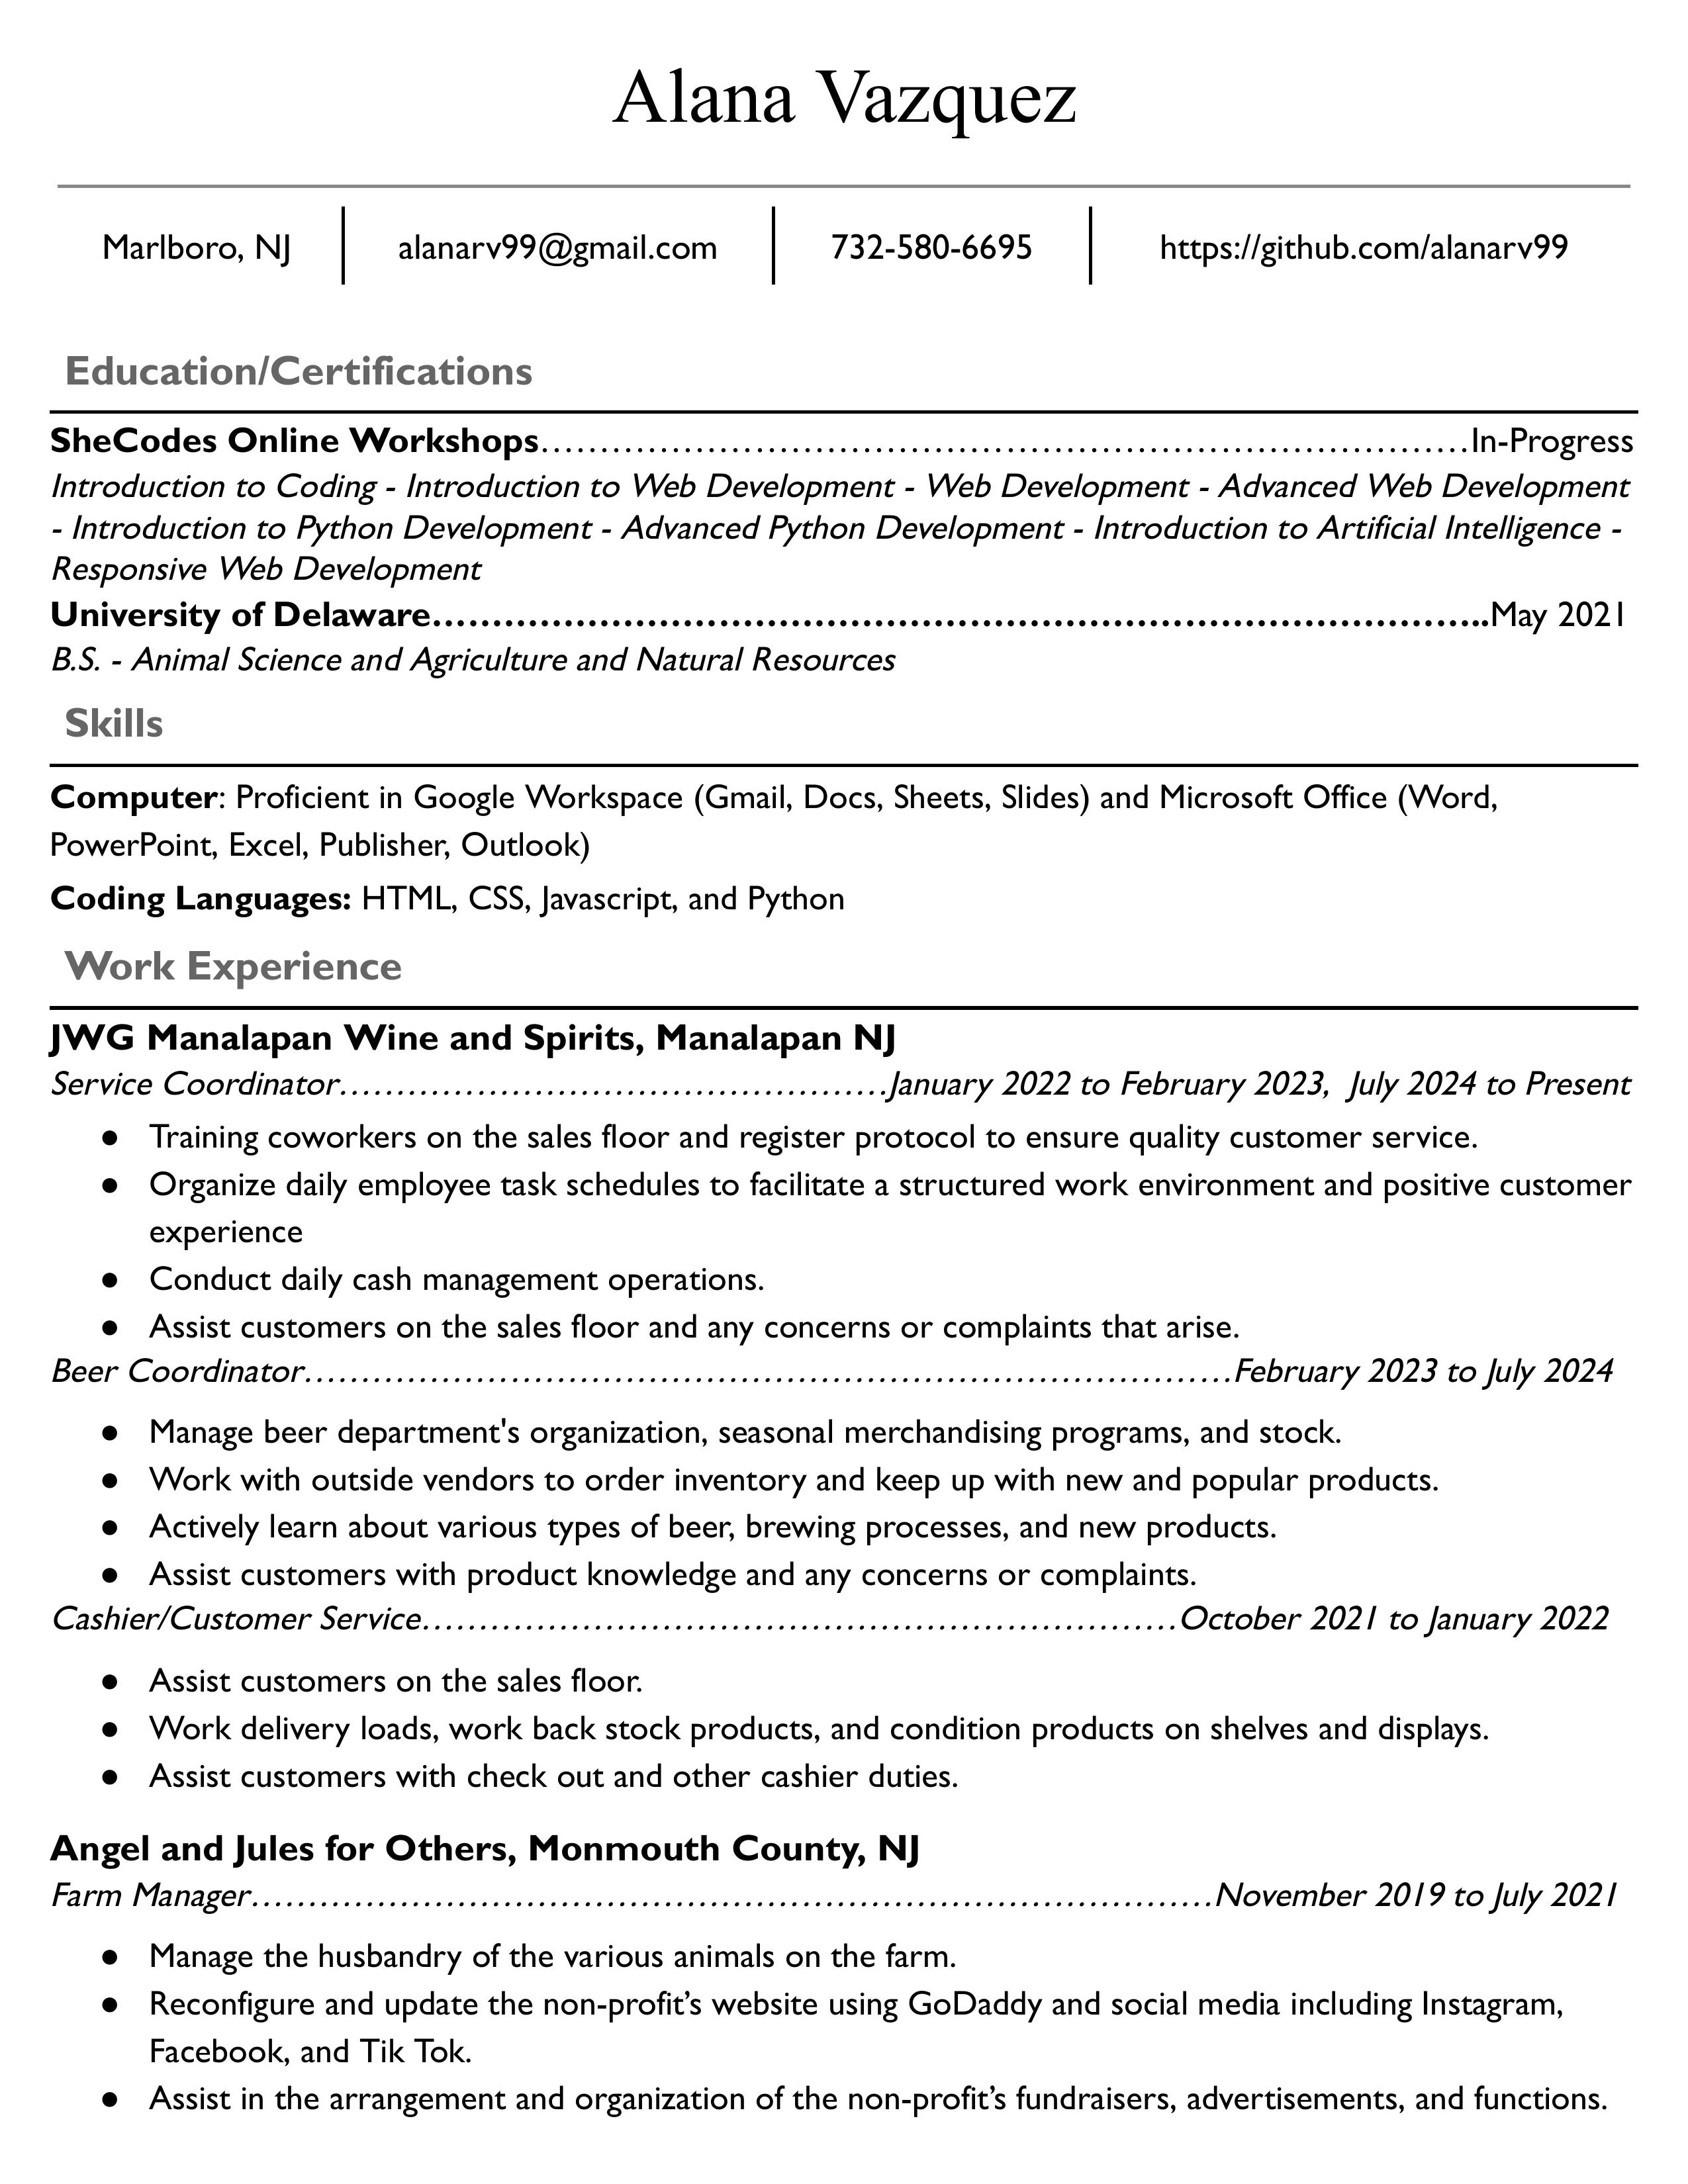 Alana Vazquez
Marlboro, NJ alanarv99@gmail.com 732-580-6695 https://github.com/alanarv99
Education/Certifications
SheCodes Online Workshops……………………………………………………………………In-Progress
Introduction to Coding - Introduction to Web Development - Web Development - Advanced Web Development
- Introduction to Python Development - Advanced Python Development - Introduction to Artificial Intelligence -
Responsive Web Development
University of Delaware……………………………………………………………………………..May 2021
B.S. - Animal Science and Agriculture and Natural Resources
Skills
Computer: Proficient in Google Workspace (Gmail, Docs, Sheets, Slides) and Microsoft Office (Word,
PowerPoint, Excel, Publisher, Outlook)
Coding Languages: HTML, CSS, Javascript, and Python
Work Experience
JWG Manalapan Wine and Spirits, Manalapan NJ
Service Coordinator…………………………………………January 2022 to February 2023, July 2024 to Present
● Training coworkers on the sales floor and register protocol to ensure quality customer service.
● Organize daily employee task schedules to facilitate a structured work environment and positive customer
experience
● Conduct daily cash management operations.
● Assist customers on the sales floor and any concerns or complaints that arise.
Beer Coordinator………………………………………………………………………February 2023 to July 2024
● Manage beer department's organization, seasonal merchandising programs, and stock.
● Work with outside vendors to order inventory and keep up with new and popular products.
● Actively learn about various types of beer, brewing processes, and new products.
● Assist customers with product knowledge and any concerns or complaints.
Cashier/Customer Service…………………………………………………………October 2021 to January 2022
● Assist customers on the sales floor.
● Work delivery loads, work back stock products, and condition products on shelves and displays.
● Assist customers with check out and other cashier duties.
Angel and Jules for Others, Monmouth County, NJ
Farm Manager…………………………………………………………………………November 2019 to July 2021
● Manage the husbandry of the various animals on the farm.
● Reconfigure and update the non-profit’s website using GoDaddy and social media including Instagram,
Facebook, and Tik Tok.
● Assist in the arrangement and organization of the non-profit’s fundraisers, advertisements, and functions.